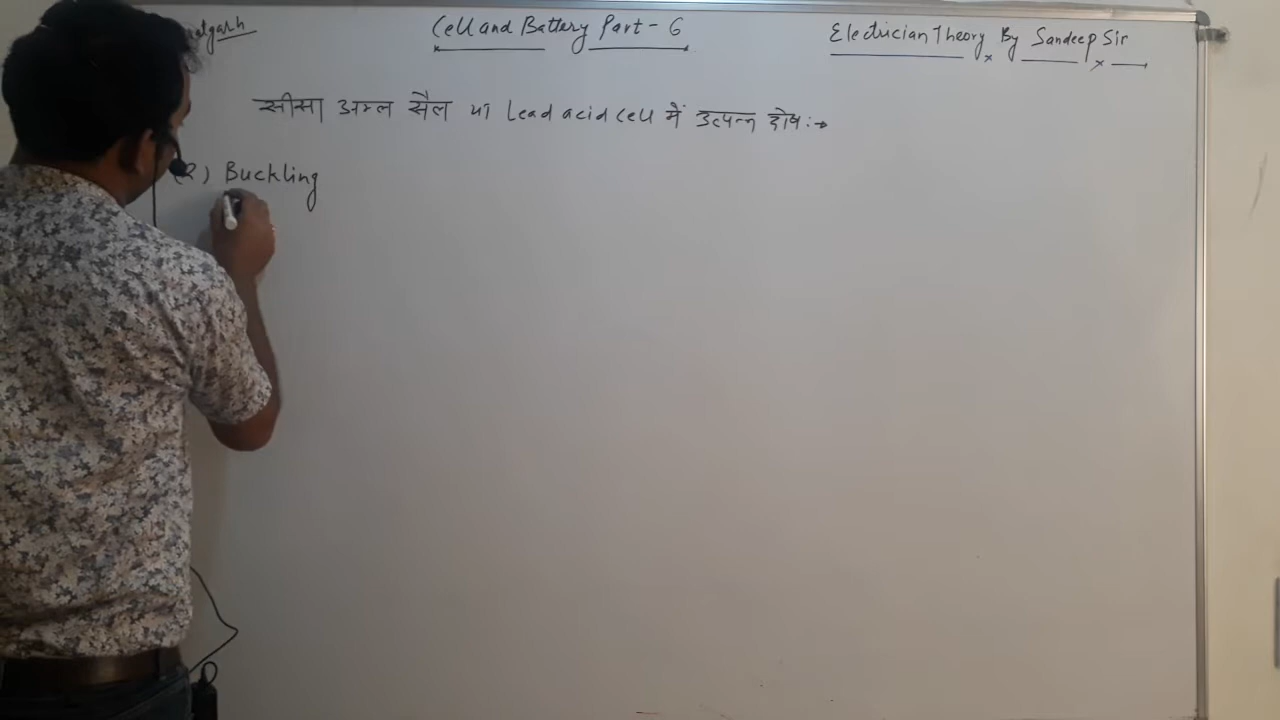 Cell and Battery Part - 6
Electrician Theory By Sandeep Sir
सीसा अम्ल सैल या Lead acid cell में उत्पन्न दोष :→
(2) Buckling